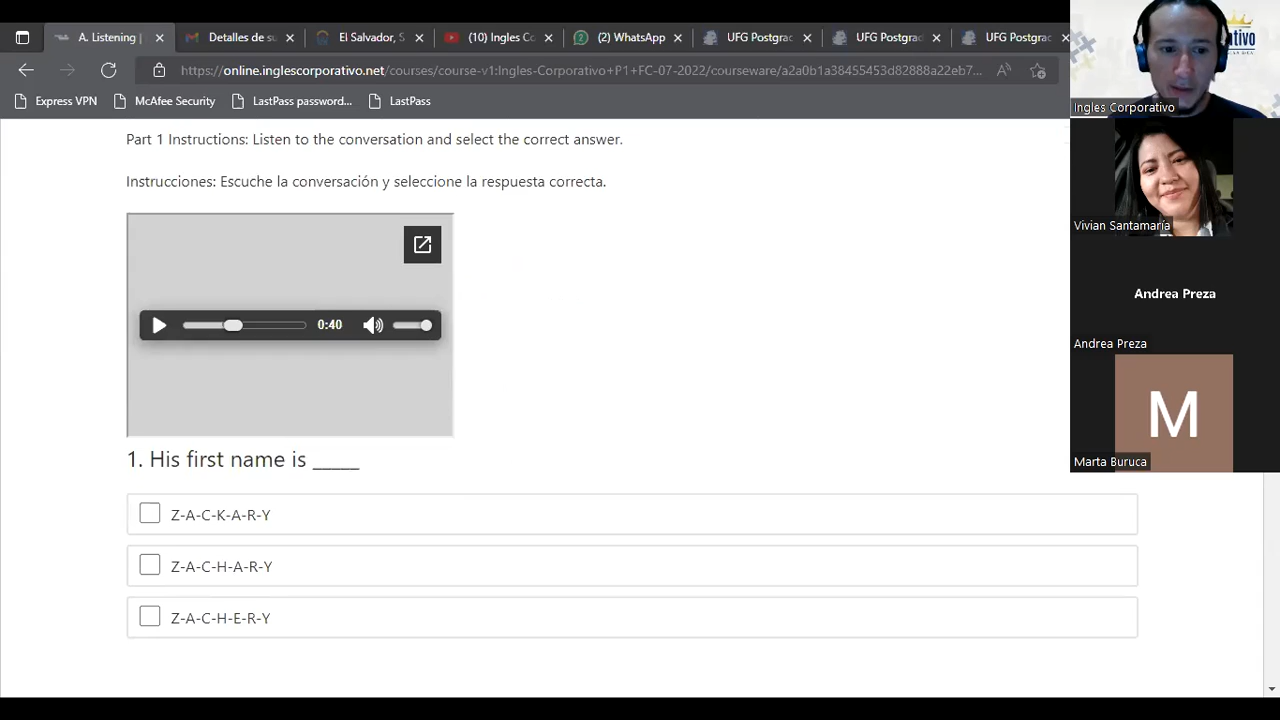 A. Listening |
Detalles de su
El Salvador, S
(10) Ingles Co
(2) WhatsApp
UFG Postgrac
UFG Postgrad
UFG Postgrac
https://online.inglescorporativo.net/courses/course-v1:Ingles-Corporativo+P1+FC-07-2022/courseware/a2a0b1a38455453d82888a22eb7...
Express VPN
McAfee Security
LastPass password...
LastPass
Part 1 Instructions: Listen to the conversation and select the correct answer.
Instrucciones: Escuche la conversación y seleccione la respuesta correcta.
0:40
1. His first name is _____
Z-A-C-K-A-R-Y
Z-A-C-H-A-R-Y
Z-A-C-H-E-R-Y
Ingles Corporativo
Vivian Santamaría
Andrea Preza
Andrea Preza
M
Marta Buruca